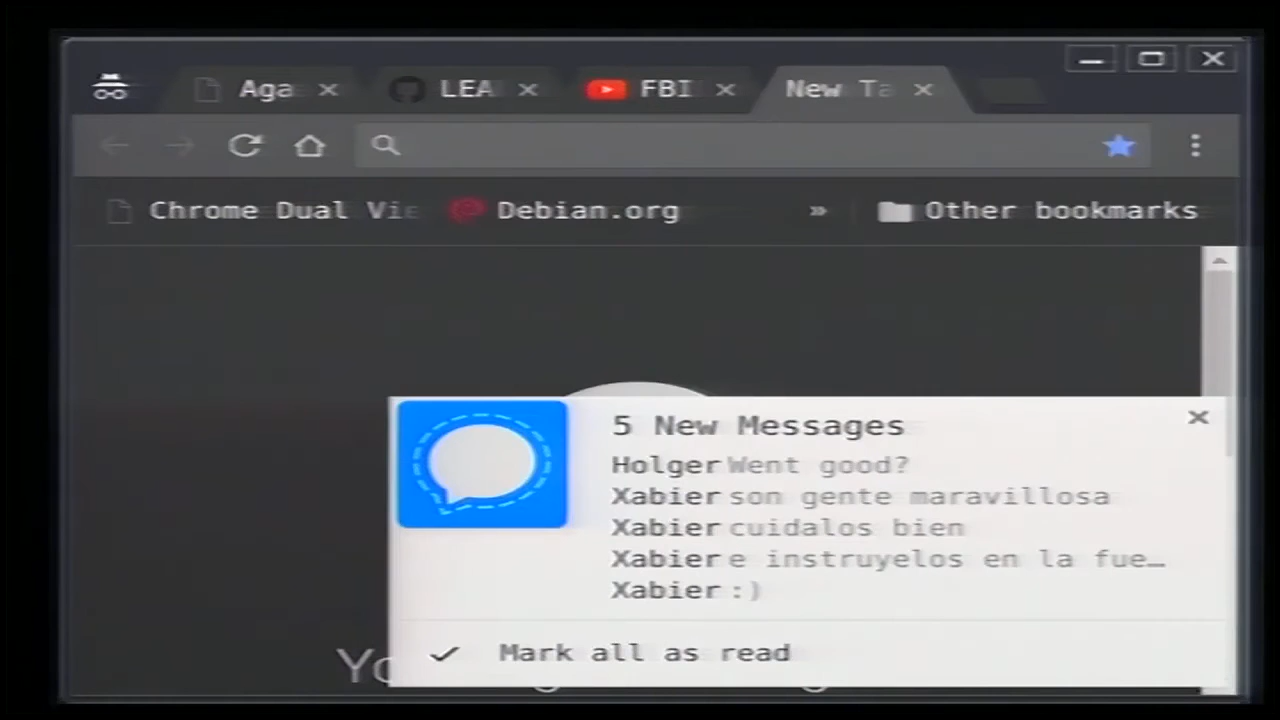 Aga LEA FBI New Ta
Chrome Dual Vie Debian.org » Other bookmarks
5 New Messages
Holger Went good?
Xabier son gente maravillosa
Xabier cuidalos bien
Xabier e instruyelos en la fue…
Xabier :)
Mark all as read